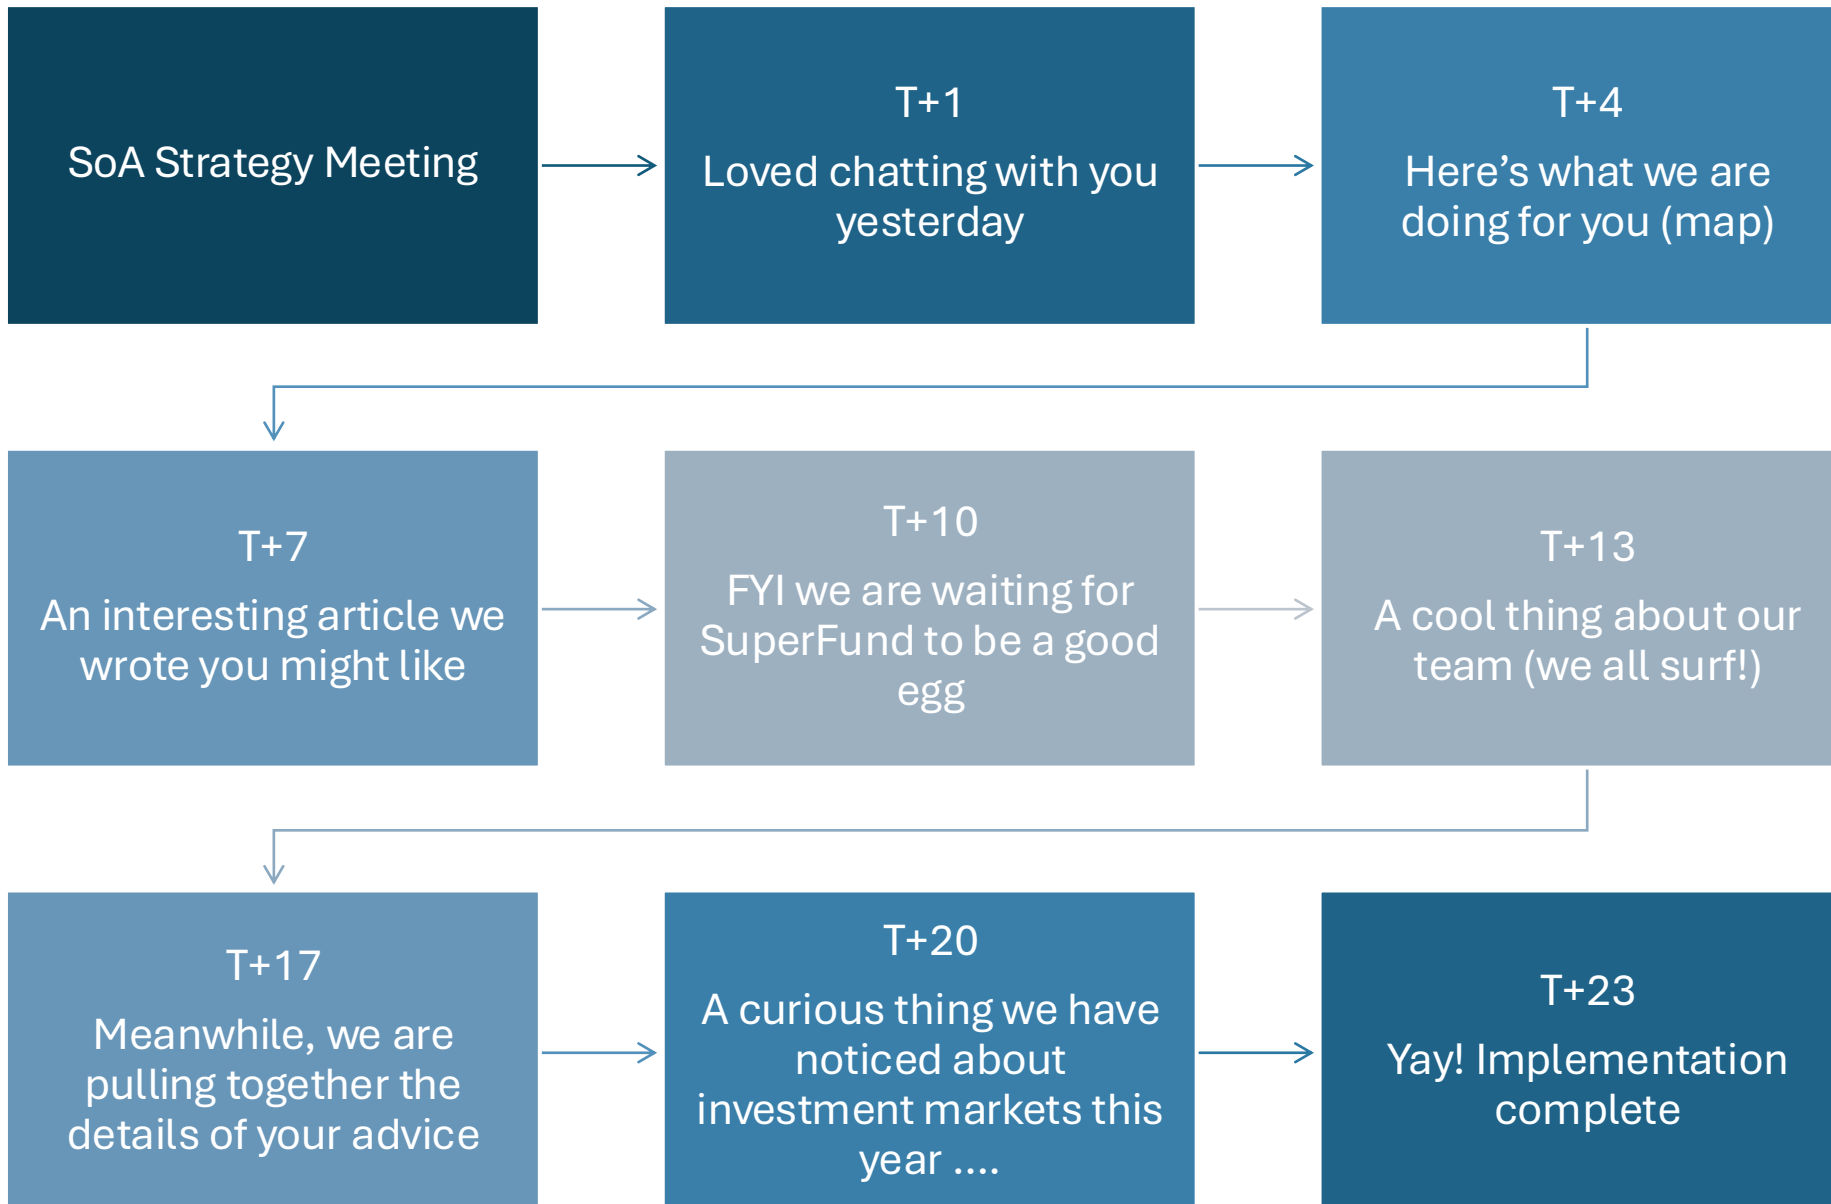 SoA Strategy Meeting
T+1
Loved chatting with you
yesterday
T+4
Here’s what we are
doing for you (map)
T+7
An interesting article we
wrote you might like
T+10
FYI we are waiting for
SuperFund to be a good
egg
T+13
A cool thing about our
team (we all surf!)
T+17
Meanwhile, we are
pulling together the
details of your advice
T+20
A curious thing we have
noticed about
investment markets this
year ….
T+23
Yay! Implementation
complete